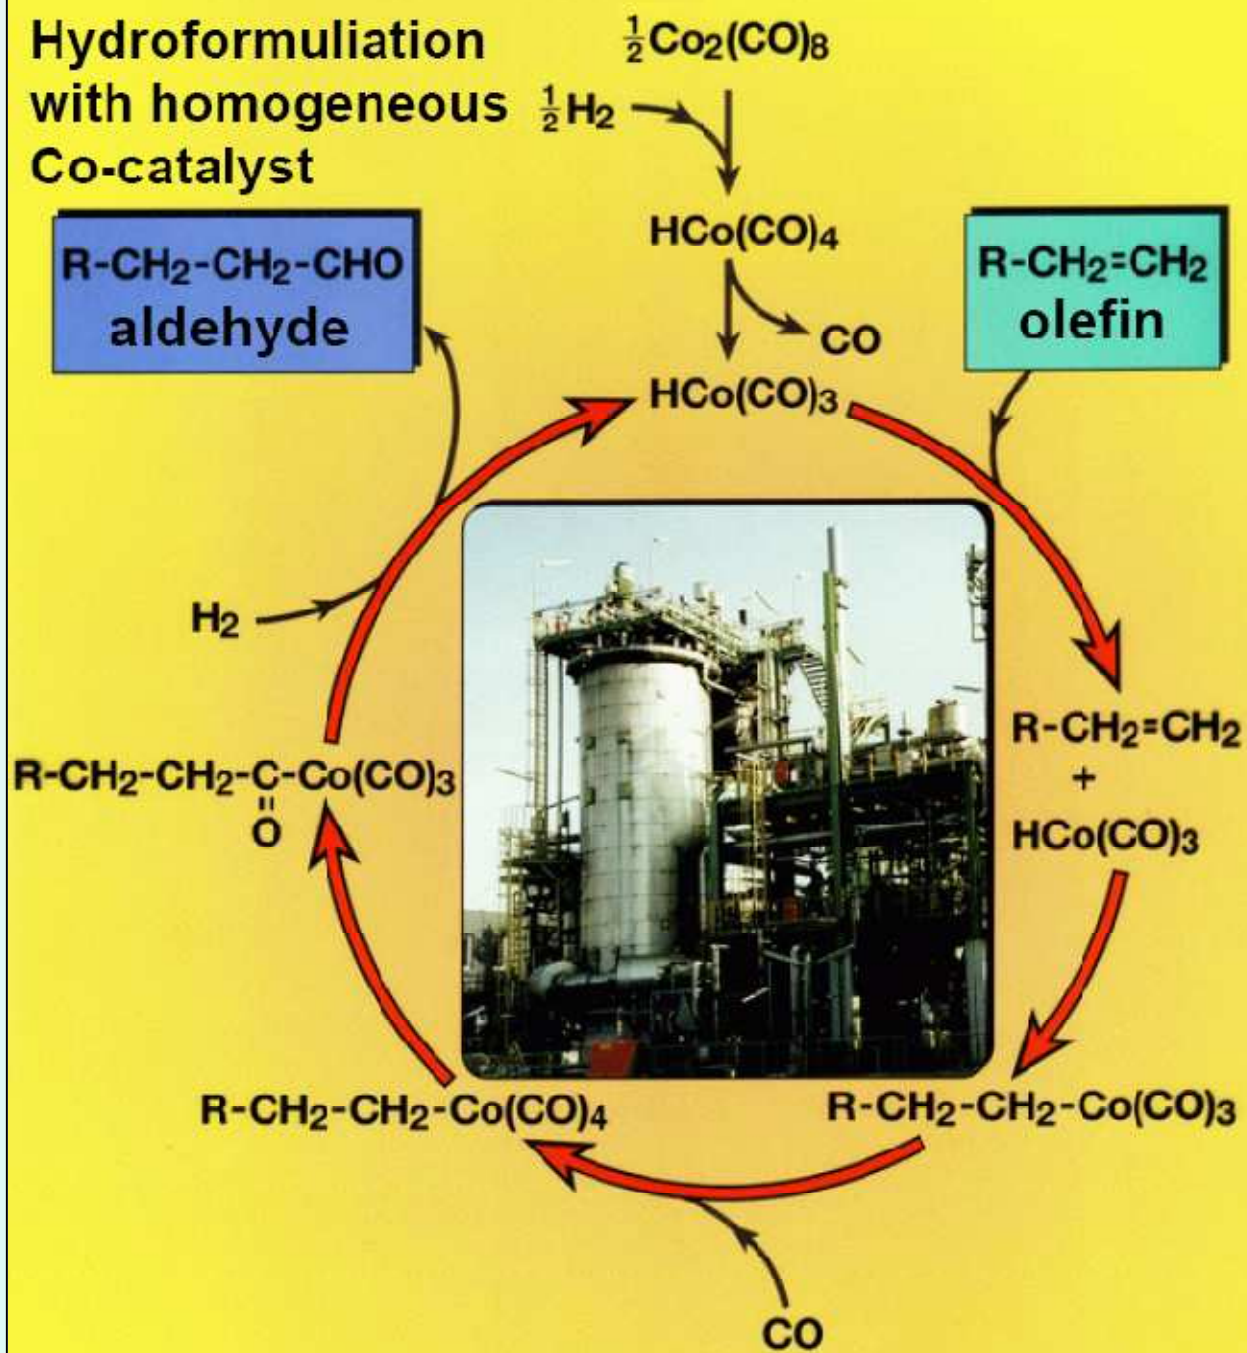 Hydroformuliation
with homogeneous
Co-catalyst
½Co₂(CO)₈
½H₂
HCo(CO)₄
R-CH₂-CH₂-CHO
aldehyde
R-CH₂=CH₂
olefin
CO
HCo(CO)₃
H₂
R-CH₂=CH₂
+
HCo(CO)₃
R-CH₂-CH₂-C-Co(CO)₃
=
O
R-CH₂-CH₂-Co(CO)₄
R-CH₂-CH₂-Co(CO)₃
CO